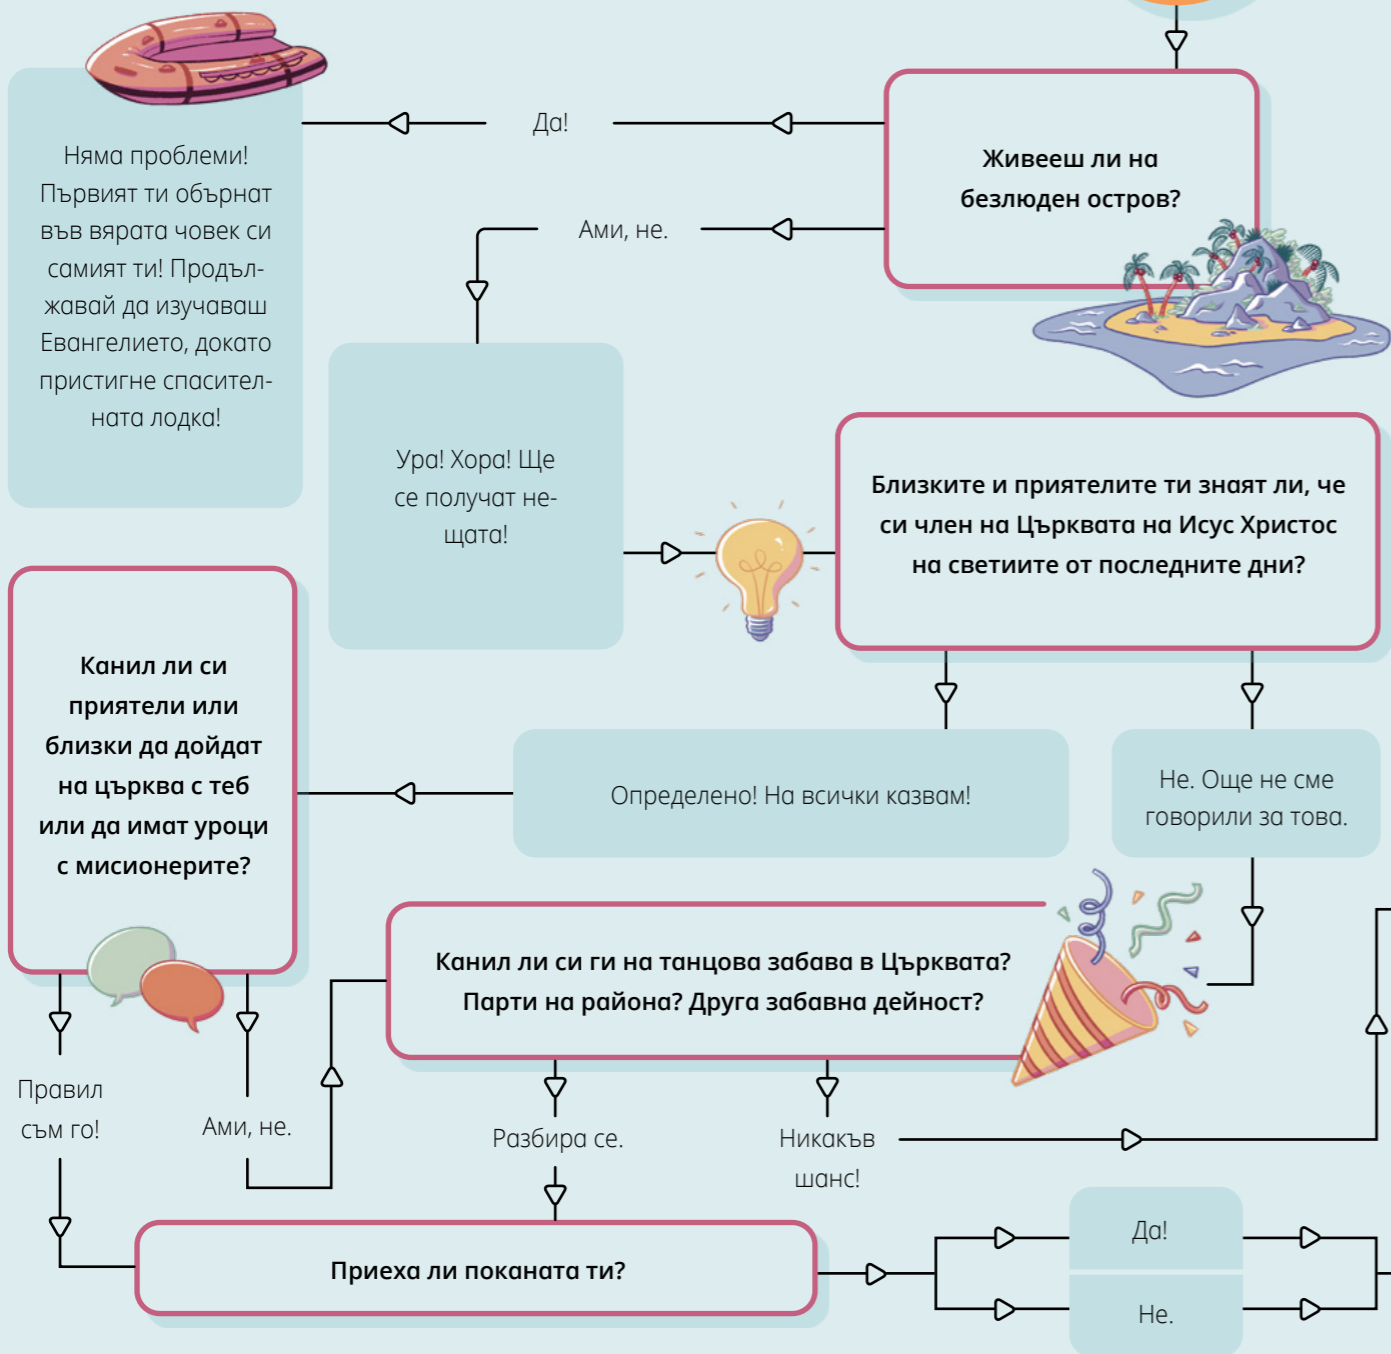 Живееш ли на
безлюден остров?
Да!
Няма проблеми!
Първият ти обърнат
във вярата човек си
самият ти! Продъл-
жавай да изучаваш
Евангелието, докато
пристигне спасител-
ната лодка!
Ами, не.
Ура! Хора! Ще
се получат не-
щата!
Близките и приятелите ти знаят ли, че
си член на Църквата на Исус Христос
на светиите от последните дни?
Определено! На всички казвам!
Не. Още не сме
говорили за това.
Канил ли си
приятели или
близки да дойдат
на църква с теб
или да имат уроци
с мисионерите?
Правил
съм го!
Ами, не.
Канил ли си ги на танцова забава в Църквата?
Парти на района? Друга забавна дейност?
Разбира се.
Никакъв
шанс!
Приеха ли поканата ти?
Да!
Не.